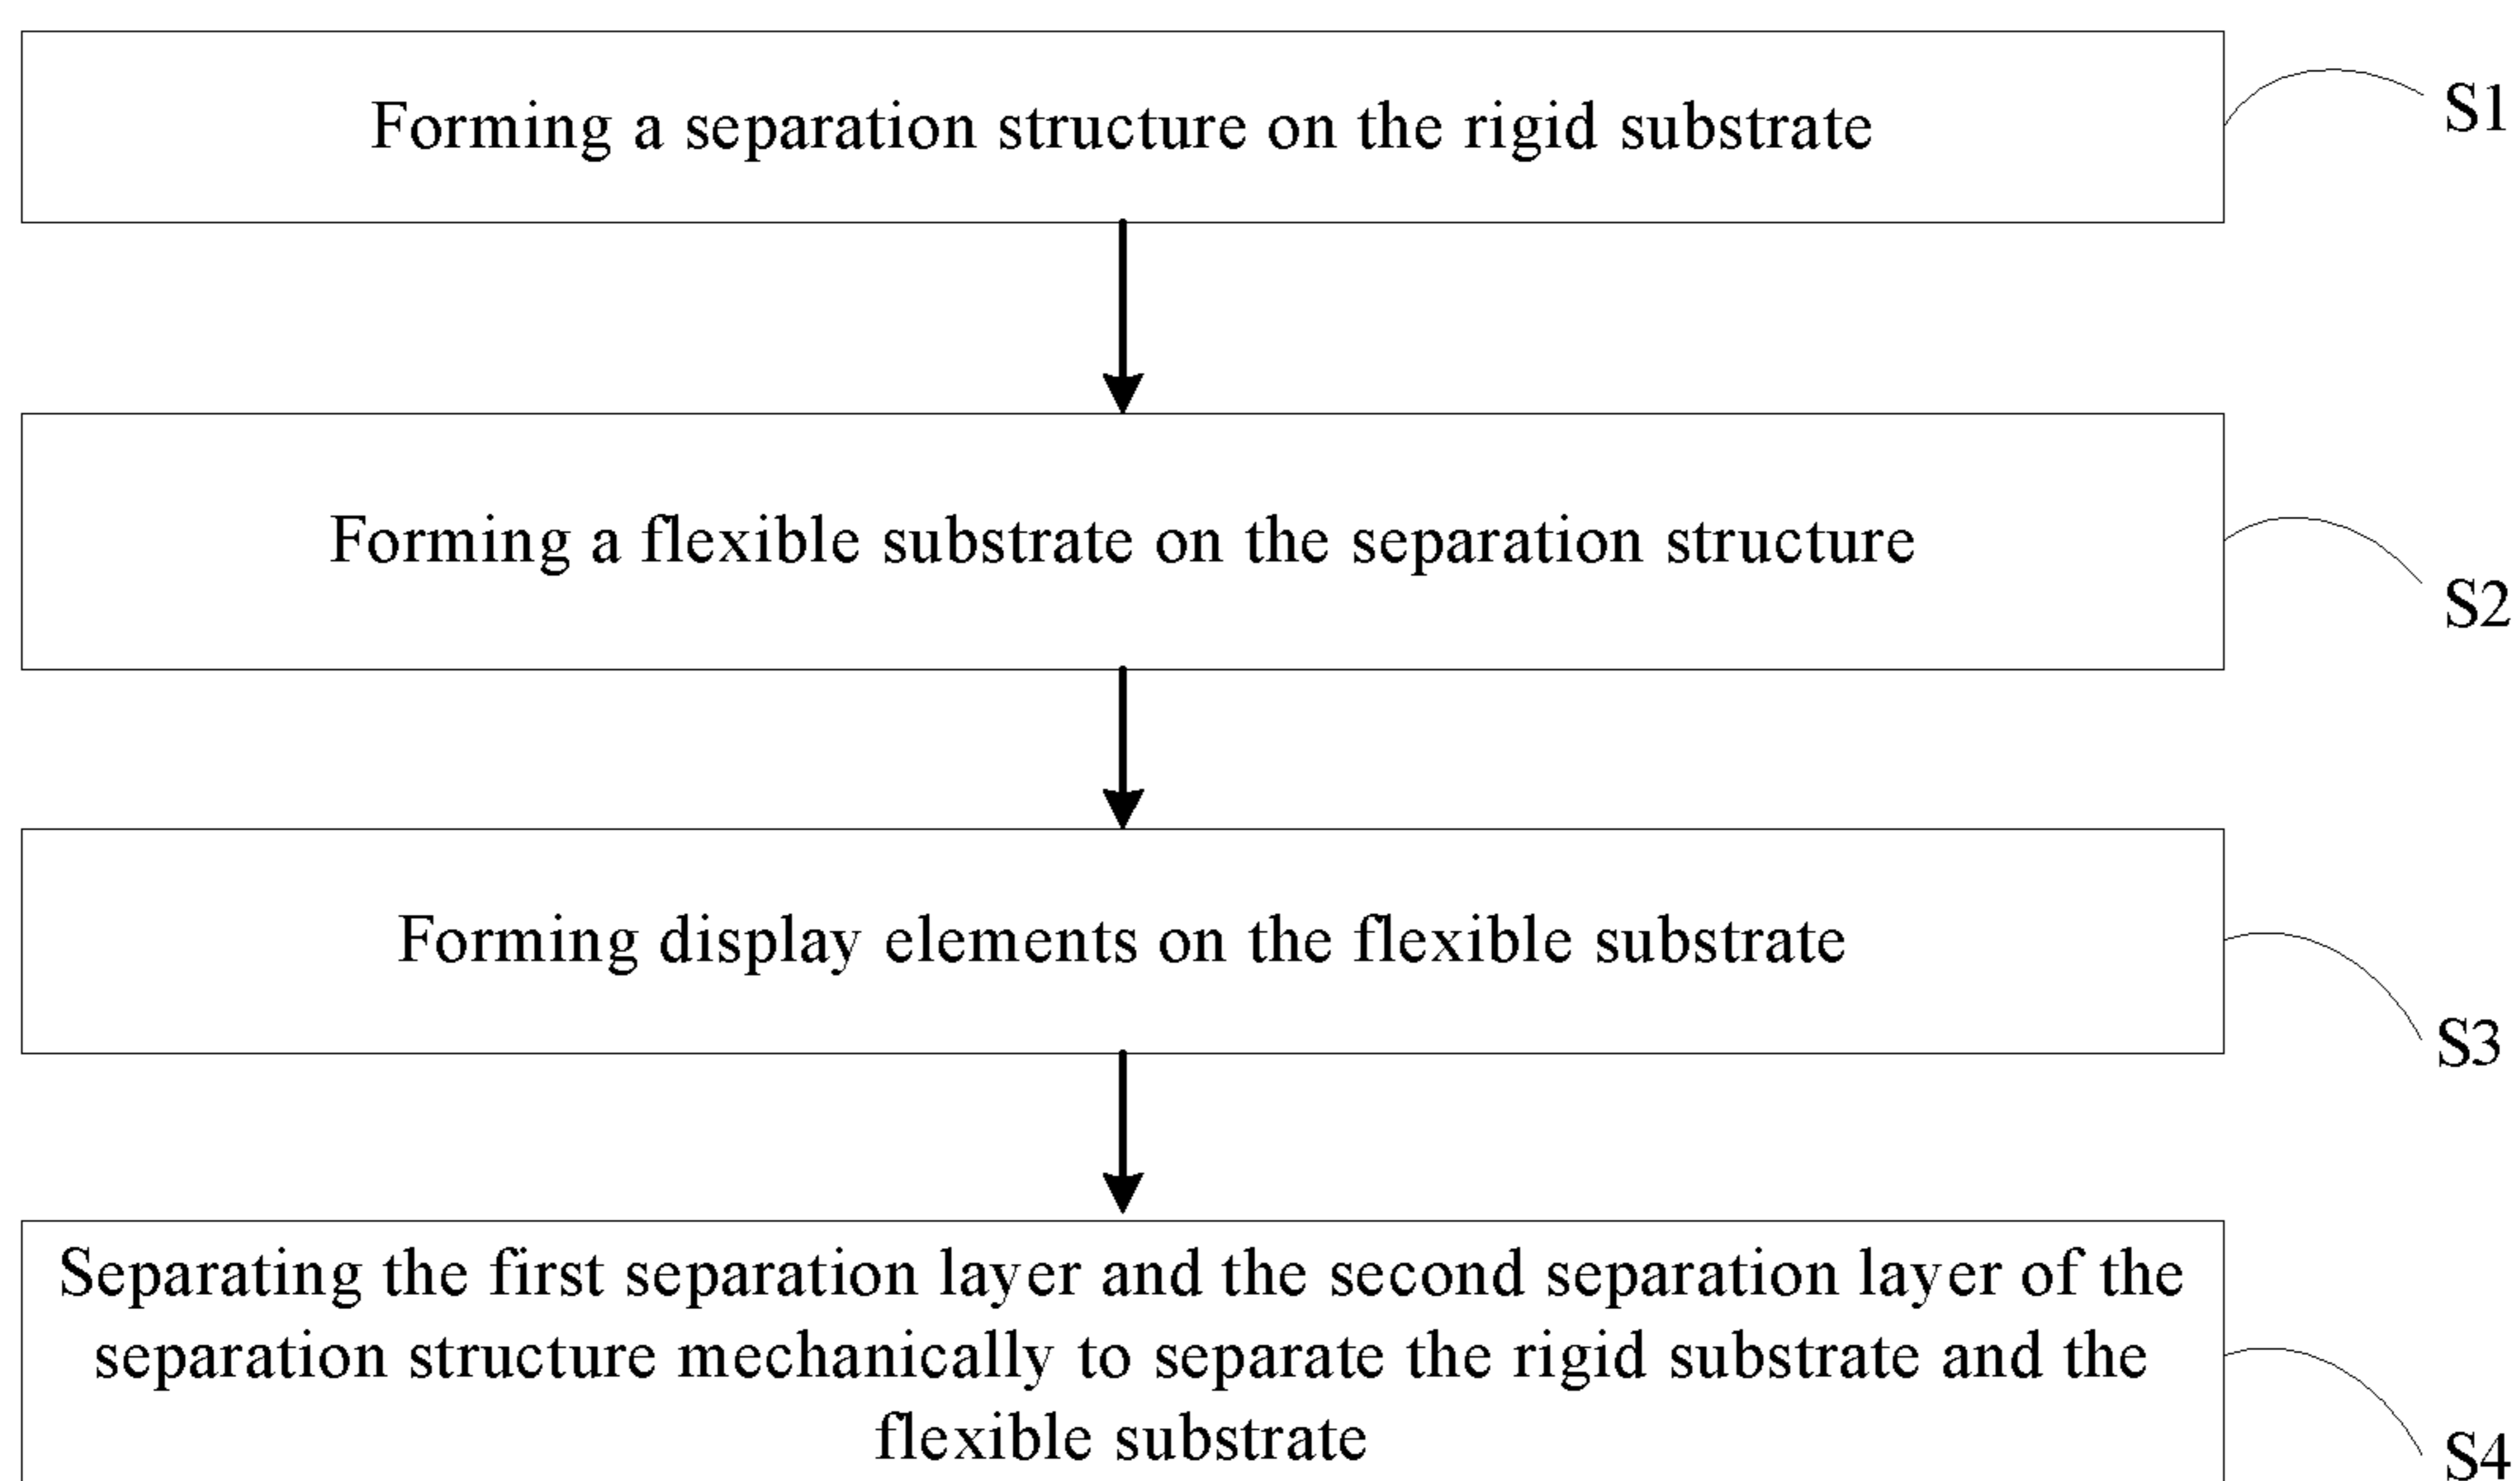 Forming a separation structure on the rigid substrate
S1
Forming a flexible substrate on the separation structure
S2
Forming display elements on the flexible substrate
S3
Separating the first separation layer and the second separation layer of the
separation structure mechanically to separate the rigid substrate and the
flexible substrate
S4